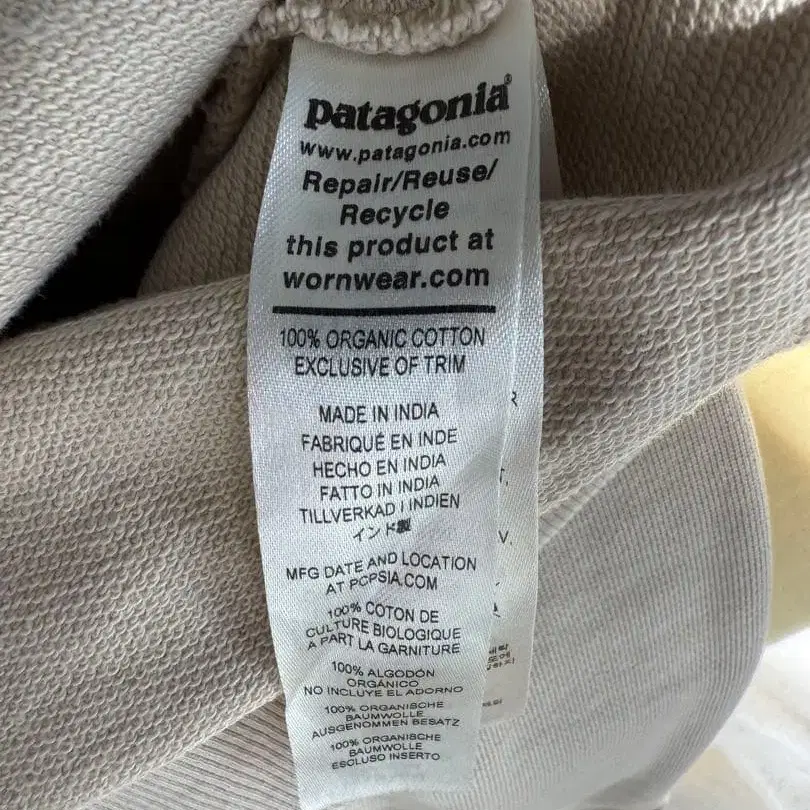 patagonia®
www.patagonia.com
Repair/Reuse/
Recycle
this product at
wornwear.com
100% ORGANIC COTTON
EXCLUSIVE OF TRIM
MADE IN INDIA
FABRIQUÉ EN INDE
HECHO EN INDIA
FATTO IN INDIA
TILLVERKAD I INDIEN
インド製
MFG DATE AND LOCATION
AT PCPSIA.COM
100% COTON DE
CULTURE BIOLOGIQUE
A PART LA GARNITURE
100% ALGODÓN
ORGÁNICO
NO INCLUYE EL ADORNO
100% ORGANISCHE
BAUMWOLLE
AUSGENOMMEN BESATZ
100% ORGANISCHE
BAUMWOLLE
ESCLUSO INSERTO